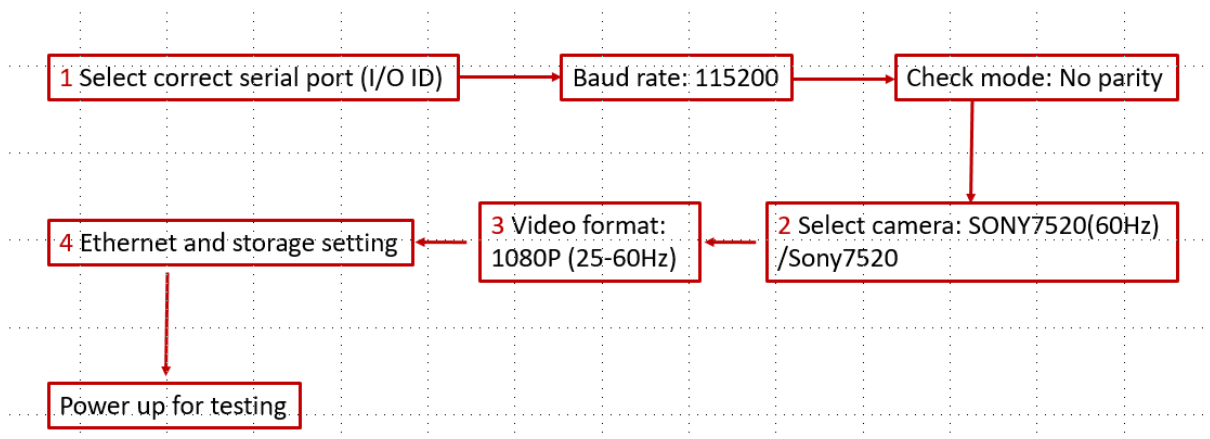 1 Select correct serial port (I/O ID)
Baud rate: 115200
Check mode: No parity
2 Select camera: SONY7520(60Hz)
/Sony7520
3 Video format:
1080P (25-60Hz)
4 Ethernet and storage setting
Power up for testing